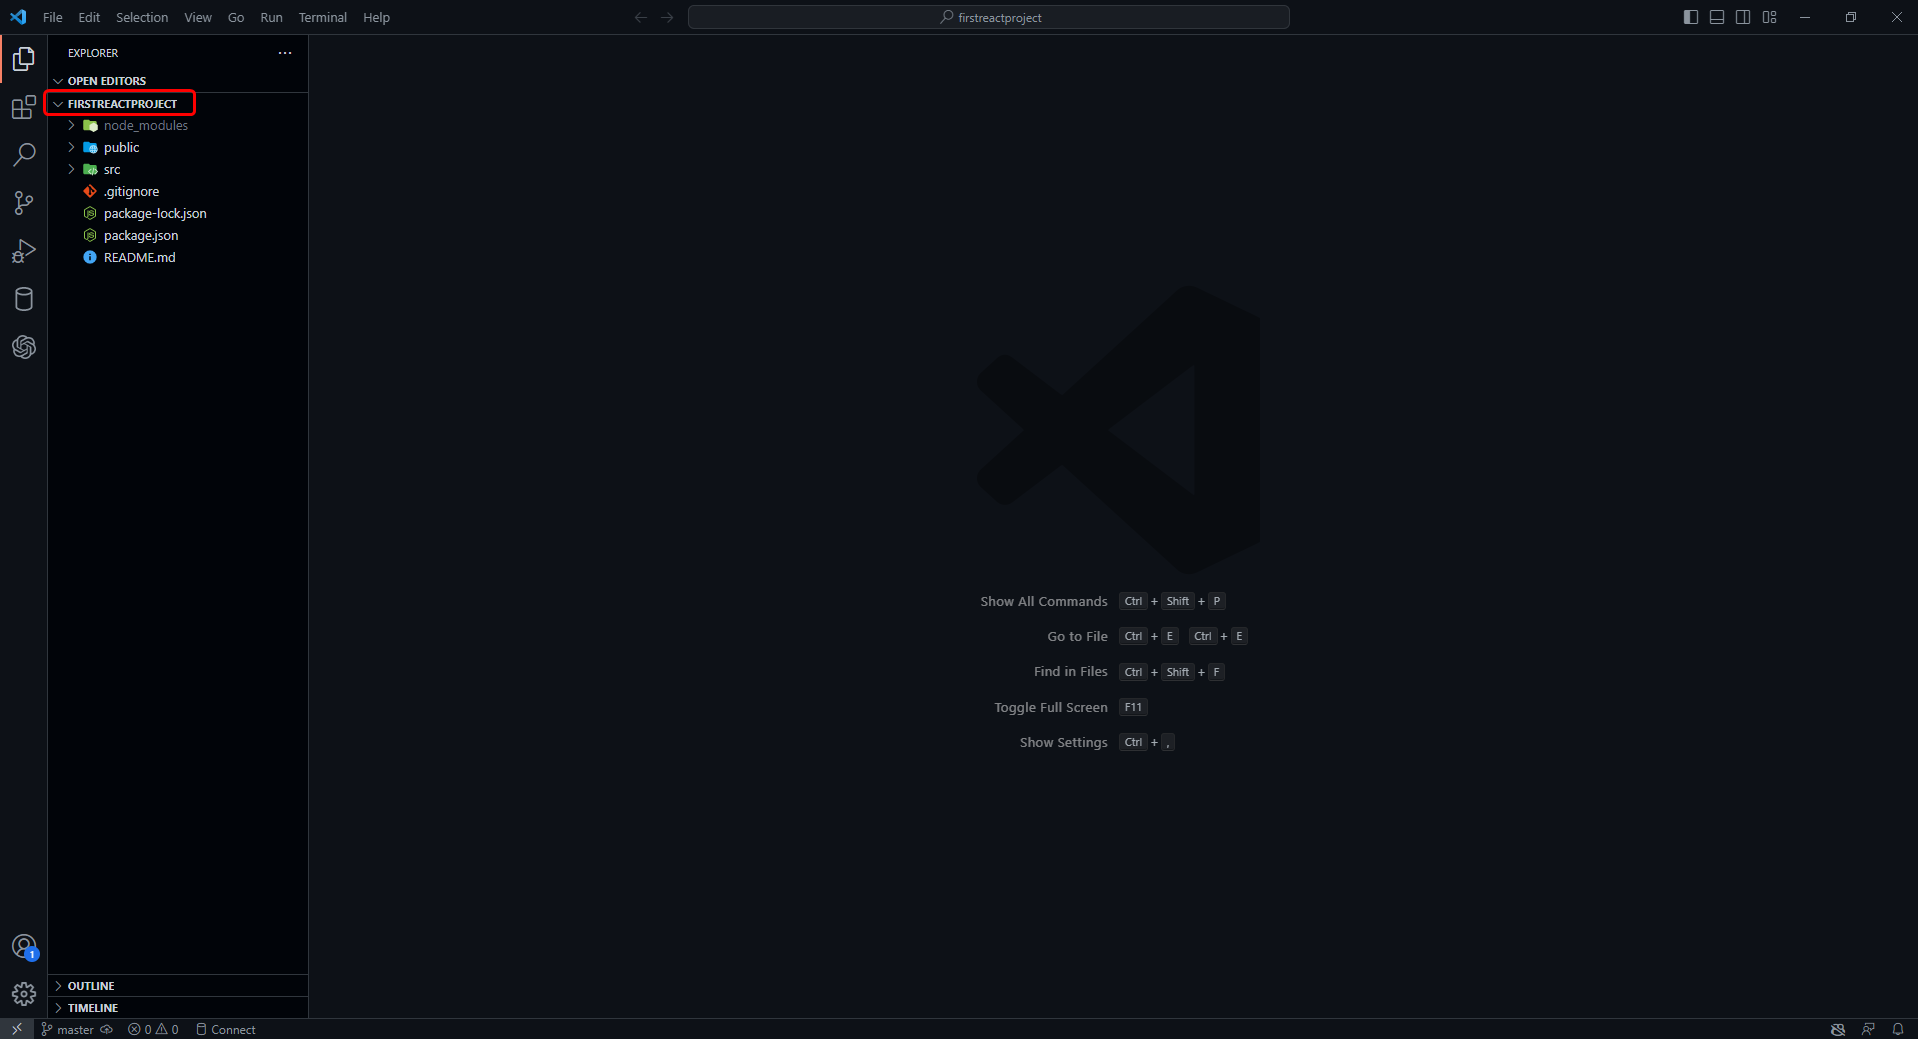 File Edit Selection View Go Run Terminal Help
firstreactproject
EXPLORER
OPEN EDITORS
FIRSTREACTPROJECT
node_modules
public
src
.gitignore
package-lock.json
package.json
README.md
Show All Commands Ctrl + Shift + P
Go to File Ctrl + E Ctrl + E
Find in Files Ctrl + Shift + F
Toggle Full Screen F11
Show Settings Ctrl + ,
1
OUTLINE
TIMELINE
master 0 0 Connect